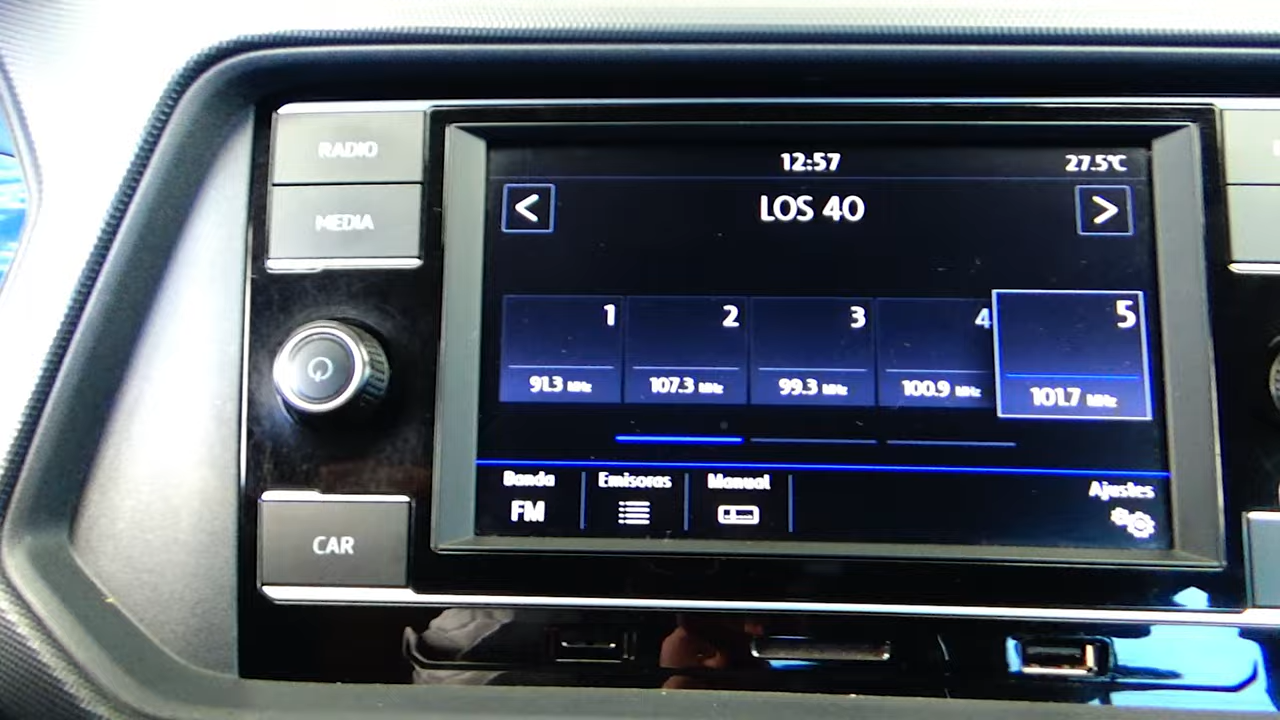 RADIO
MEDIA
CAR
12:57 27.5°C
< LOS 40 >
1 2 3 4 5
91.3 MHz 107.3 MHz 99.3 MHz 100.9 MHz 101.7 MHz
Banda Emisoras Manual Ajustes
FM